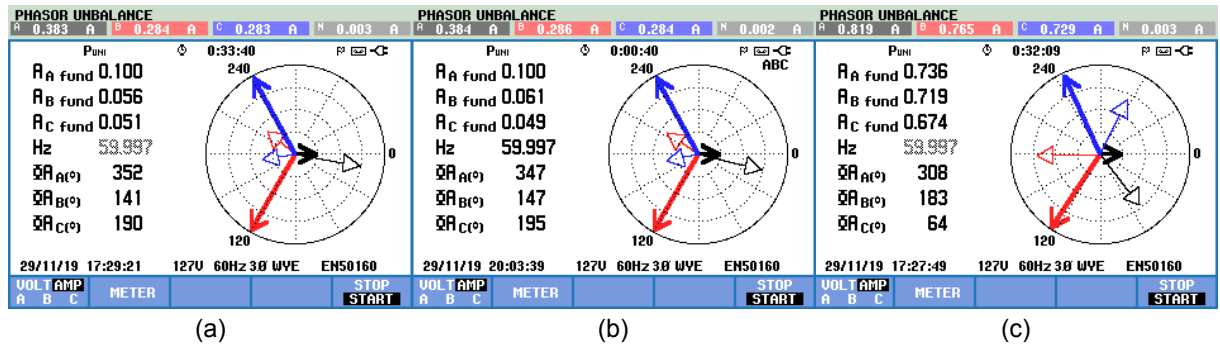 PHASOR UNBALANCE
A 0.383 A B 0.284 A C 0.283 A N 0.003 A
PUNI 0:33:40
AA fund 0.100
AB fund 0.056
AC fund 0.051
Hz 59.997
ΦAA(°) 352
ΦAB(°) 141
ΦAC(°) 190
240
0
120
29/11/19 17:29:21 127V 60Hz 3Ø WYE EN50160
VOLT AMP
A B C
METER
STOP
START
(a)
PHASOR UNBALANCE
A 0.384 A B 0.286 A C 0.284 A N 0.002 A
PUNI 0:00:40
ABC
AA fund 0.100
AB fund 0.061
AC fund 0.049
Hz 59.997
ΦAA(°) 347
ΦAB(°) 147
ΦAC(°) 195
240
0
120
29/11/19 20:03:39 127V 60Hz 3Ø WYE EN50160
VOLT AMP
A B C
METER
STOP
START
(b)
PHASOR UNBALANCE
A 0.819 A B 0.765 A C 0.729 A N 0.003 A
PUNI 0:32:09
AA fund 0.736
AB fund 0.719
AC fund 0.674
Hz 59.997
ΦAA(°) 308
ΦAB(°) 183
ΦAC(°) 64
240
0
120
29/11/19 17:27:49 127V 60Hz 3Ø WYE EN50160
VOLT AMP
A B C
METER
STOP
START
(c)